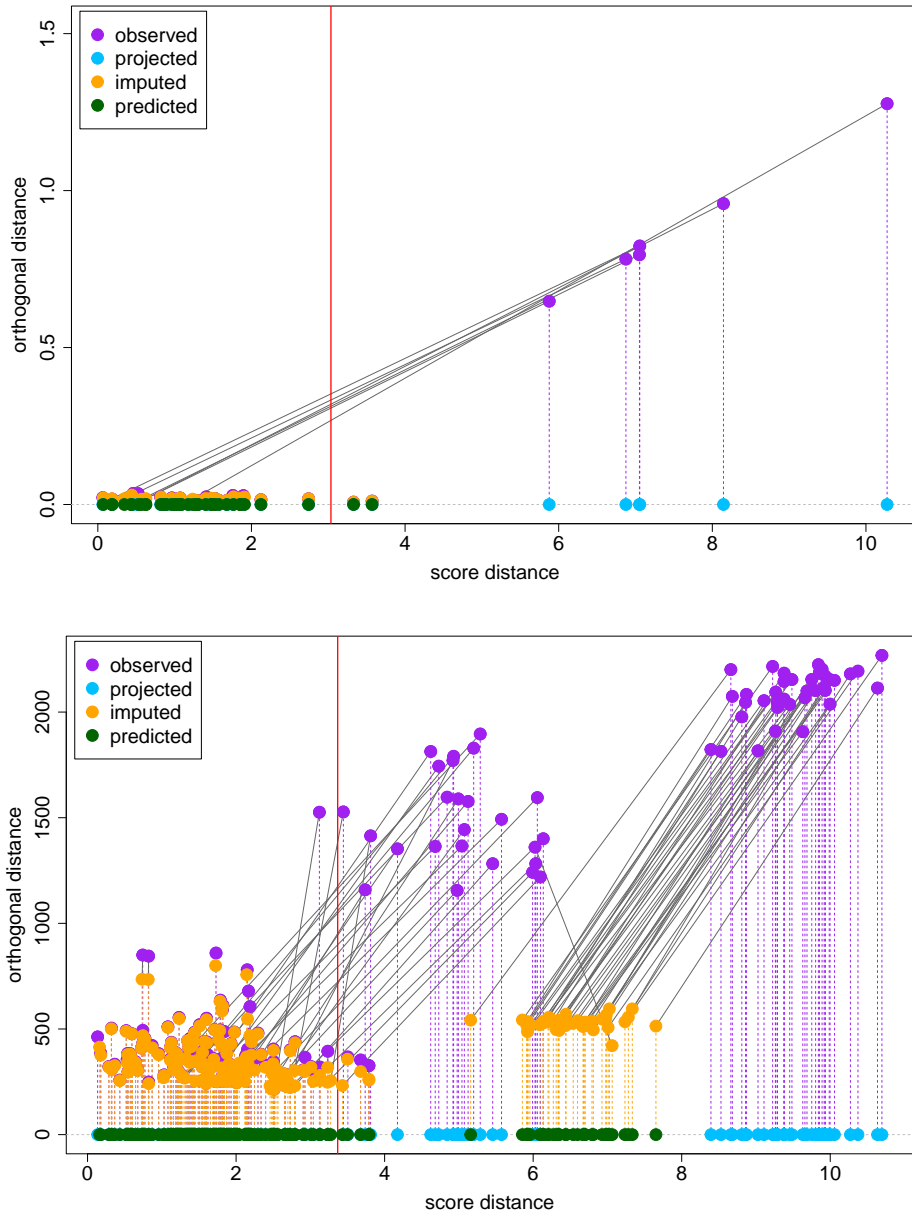 observed
projected
imputed
predicted
orthogonal distance
0.0
0.5
1.0
1.5
0
2
4
6
8
10
score distance
observed
projected
imputed
predicted
orthogonal distance
0
500
1000
1500
2000
0
2
4
6
8
10
score distance